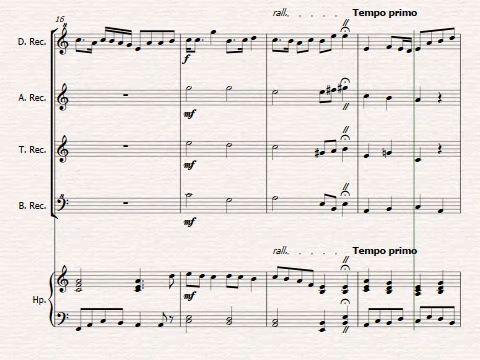 rall. . . . . Tempo primo
16
D. Rec.
f
A. Rec.
mf
T. Rec.
mf
B. Rec.
mf
rall. . . . . Tempo primo
Hp.
mf